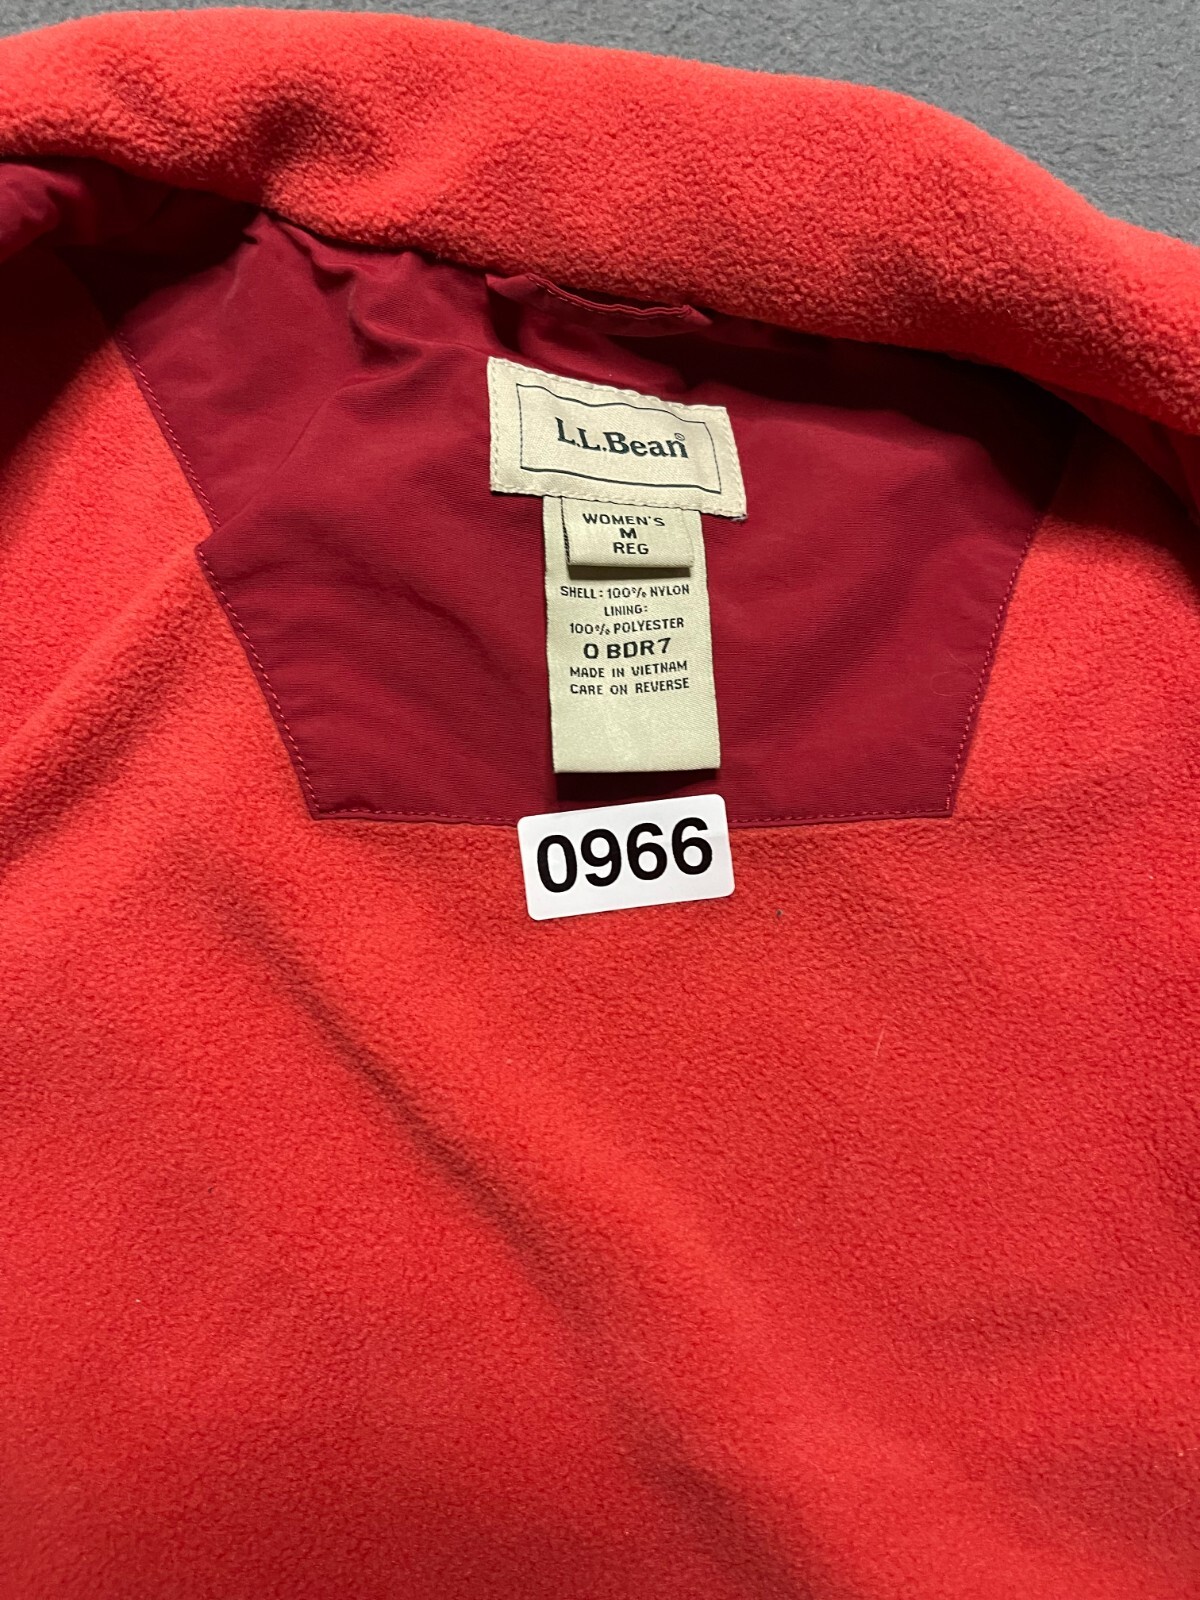 L.L.Bean®
WOMEN'S
M
REG
SHELL: 100% NYLON
LINING:
100% POLYESTER
0 BDR7
MADE IN VIETNAM
CARE ON REVERSE
0966